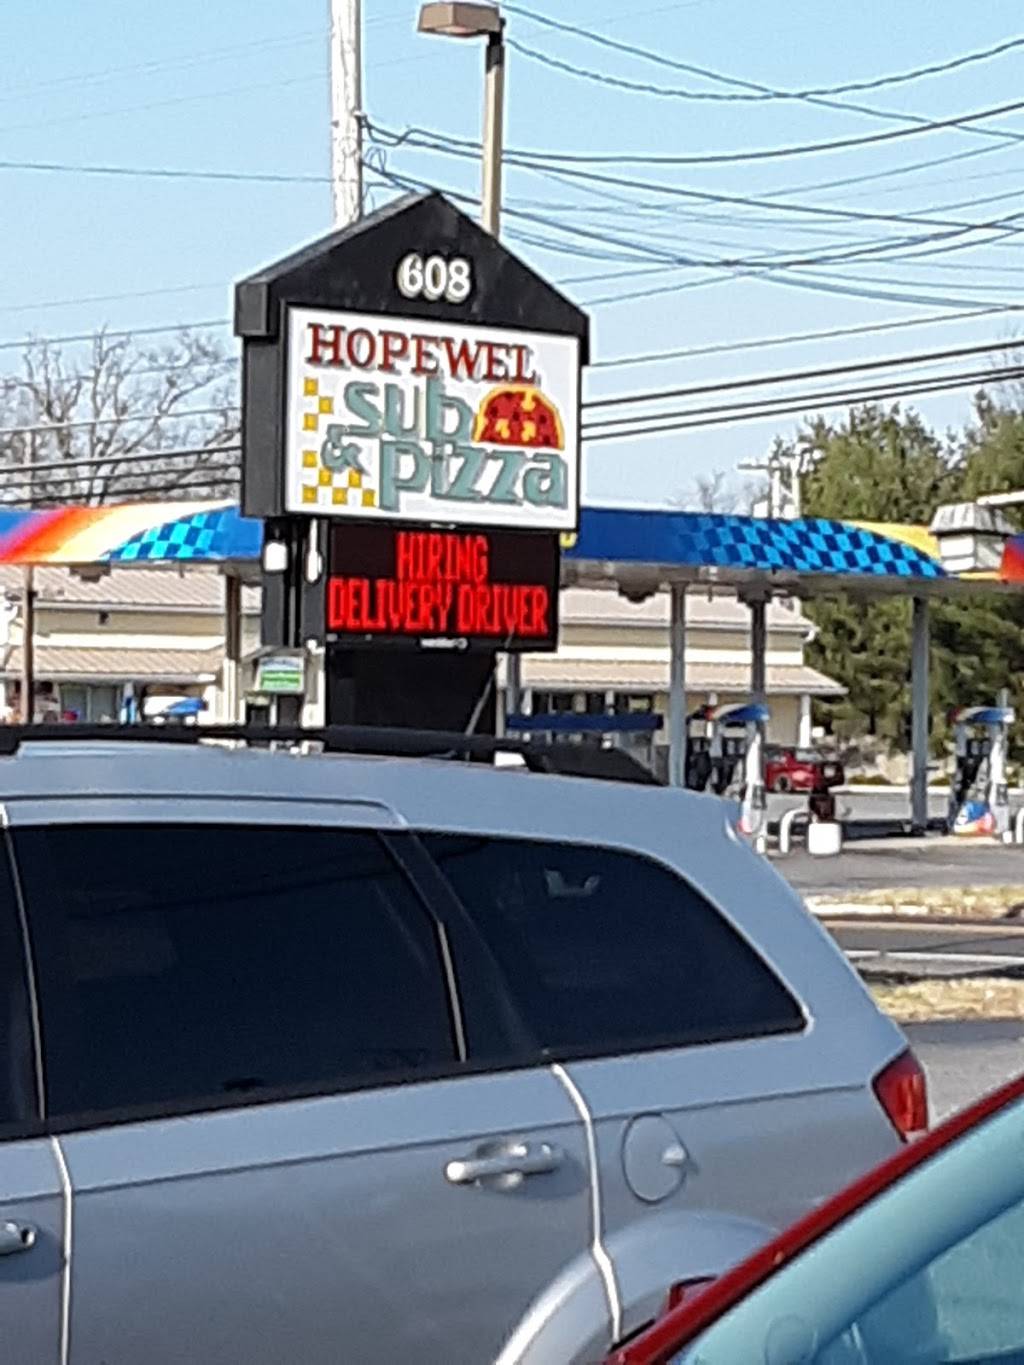 608
HOPEWEL
sub
& pizza
HIRING
DELIVERY DRIVER